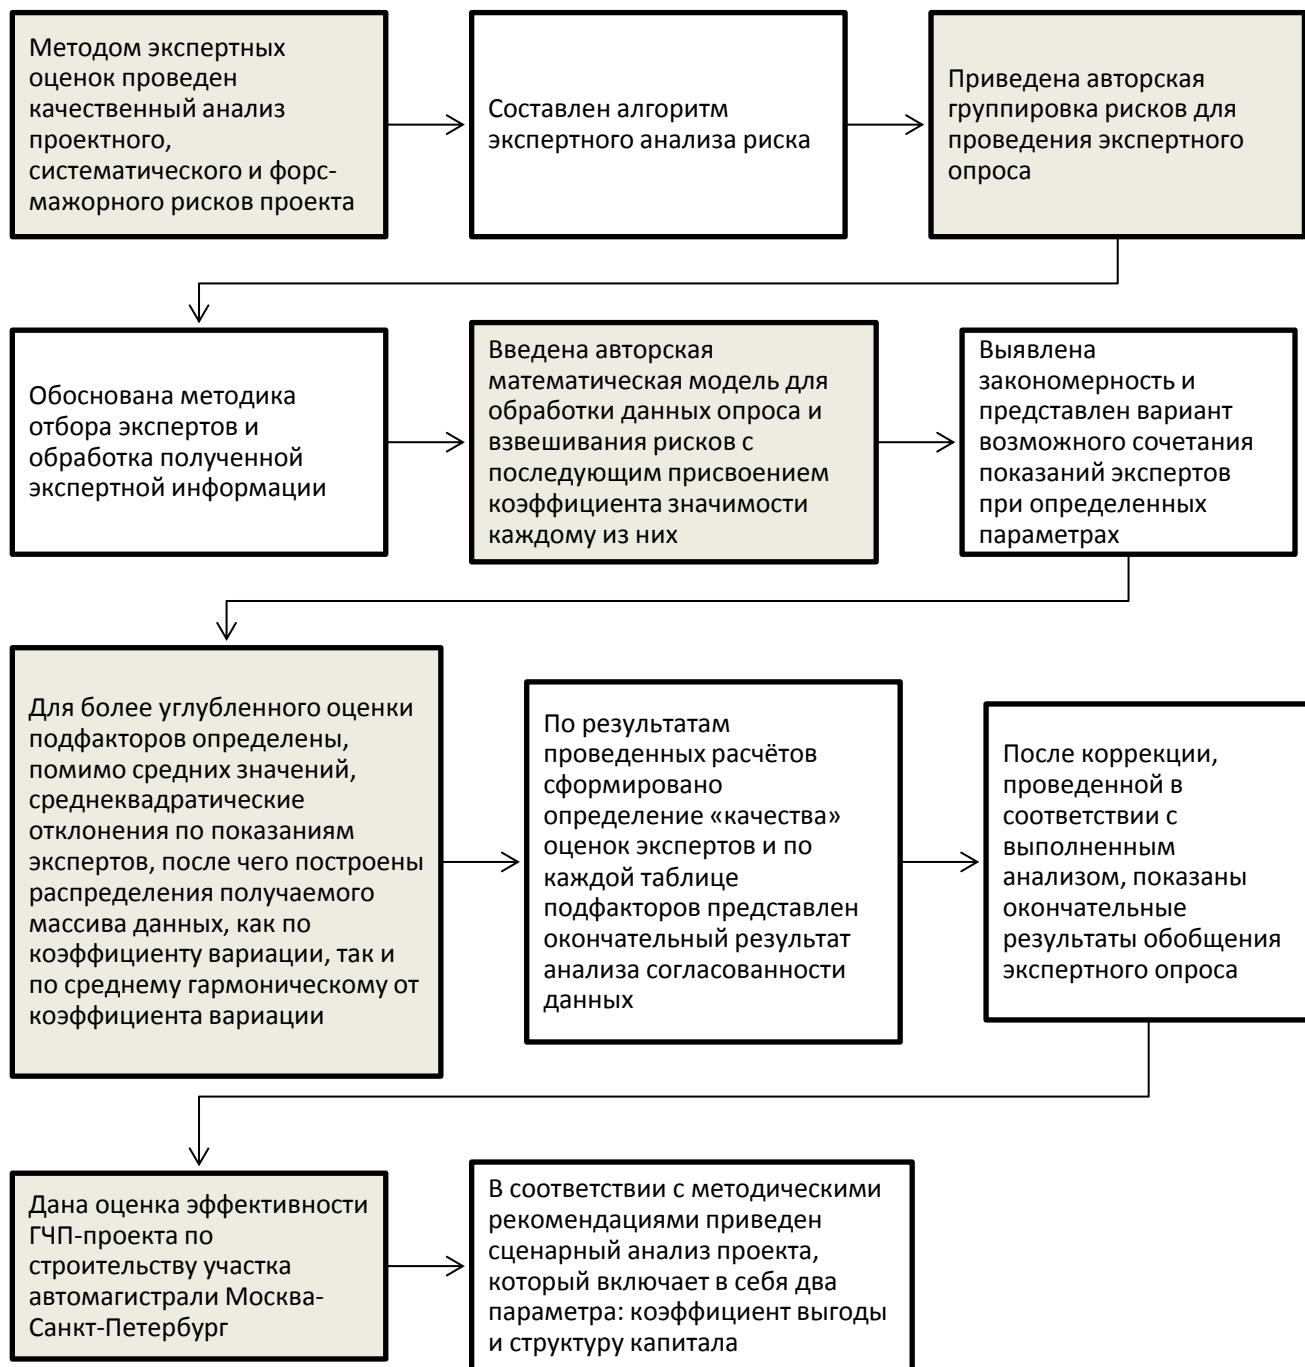 Методом экспертных
оценок проведен
качественный анализ
проектного,
систематического и форс-
мажорного рисков проекта
Составлен алгоритм
экспертного анализа риска
Приведена авторская
группировка рисков для
проведения экспертного
опроса
Обоснована методика
отбора экспертов и
обработка полученной
экспертной информации
Введена авторская
математическая модель для
обработки данных опроса и
взвешивания рисков с
последующим присвоением
коэффициента значимости
каждому из них
Выявлена
закономерность и
представлен вариант
возможного сочетания
показаний экспертов
при определенных
параметрах
Для более углубленного оценки
подфакторов определены,
помимо средних значений,
среднеквадратические
отклонения по показаниям
экспертов, после чего построены
распределения получаемого
массива данных, как по
коэффициенту вариации, так и
по среднему гармоническому от
коэффициента вариации
По результатам
проведенных расчётов
сформировано
определение «качества»
оценок экспертов и по
каждой таблице
подфакторов представлен
окончательный результат
анализа согласованности
данных
После коррекции,
проведенной в
соответствии с
выполненным
анализом, показаны
окончательные
результаты обобщения
экспертного опроса
Дана оценка эффективности
ГЧП-проекта по
строительству участка
автомагистрали Москва-
Санкт-Петербург
В соответствии с методическими
рекомендациями приведен
сценарный анализ проекта,
который включает в себя два
параметра: коэффициент выгоды
и структуру капитала